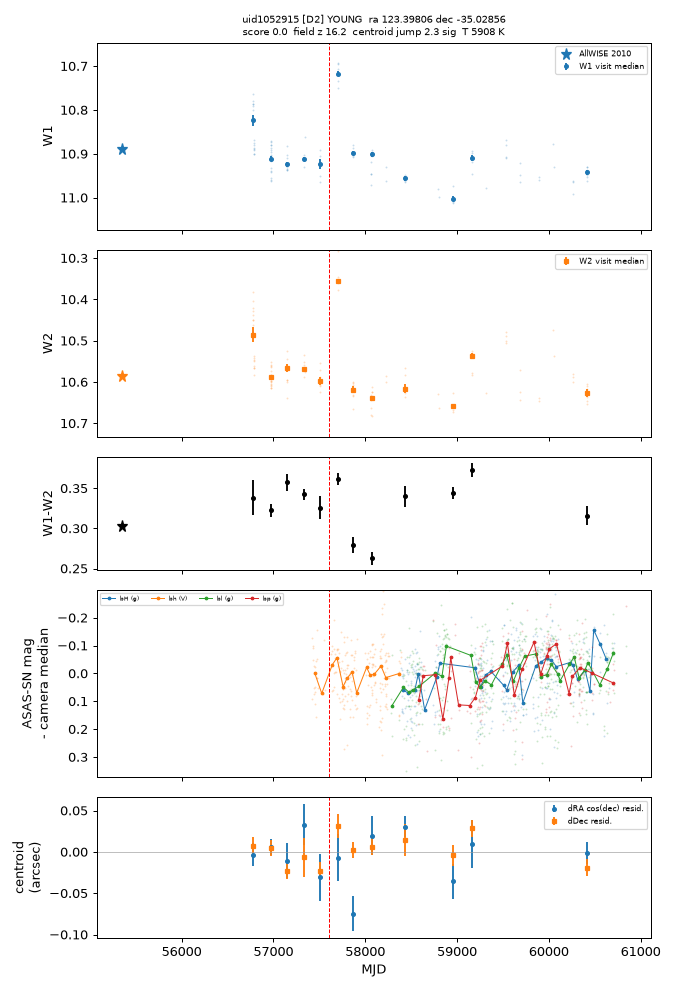 uid1052915 [D2] YOUNG  ra 123.39806 dec -35.02856
score 0.0  field z 16.2  centroid jump 2.3 sig  T 5908 K
10.7
10.8
10.9
11.0
W1
AllWISE 2010
W1 visit median
10.3
10.4
10.5
10.6
10.7
W2
W2 visit median
0.35
0.30
0.25
W1-W2
−0.2
−0.1
0.0
0.1
0.2
0.3
ASAS-SN mag
- camera median
bH (g)
bh (V)
bl (g)
bp (g)
0.05
0.00
−0.05
−0.10
centroid
(arcsec)
dRA cos(dec) resid.
dDec resid.
56000
57000
58000
59000
60000
61000
MJD